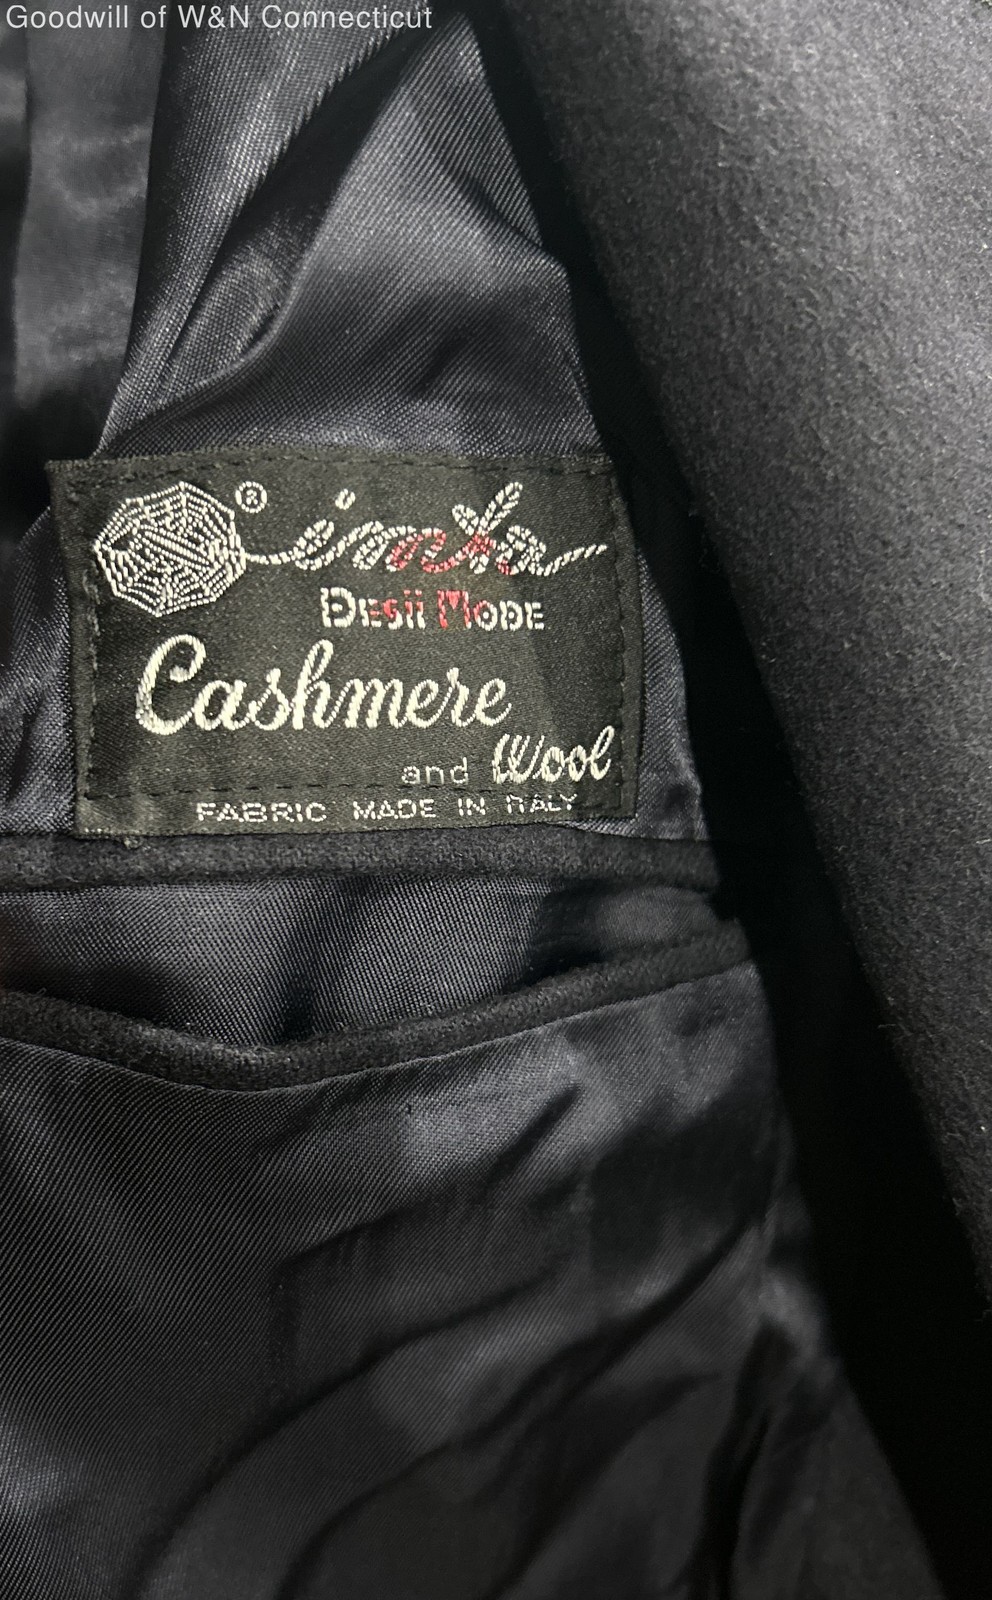 Goodwill of W&N Connecticut
®
Desii Mode
Cashmere
and Wool
FABRIC MADE IN ITALY